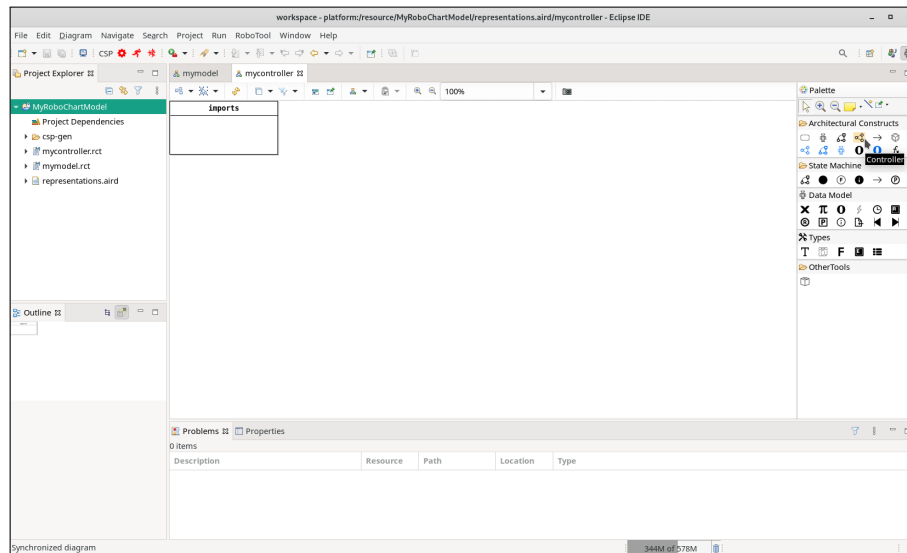 workspace - platform:/resource/MyRoboChartModel/representations.aird/mycontroller - Eclipse IDE
File Edit Diagram Navigate Search Project Run RoboTool Window Help
CSP
Project Explorer
mymodel
mycontroller
100%
MyRoboChartModel
Project Dependencies
csp-gen
mycontroller.rct
mymodel.rct
representations.aird
imports
Palette
Architectural Constructs
Controller
State Machine
Data Model
Types
OtherTools
Outline
Problems
Properties
0 items
Description Resource Path Location Type
Synchronized diagram
344M of 578M